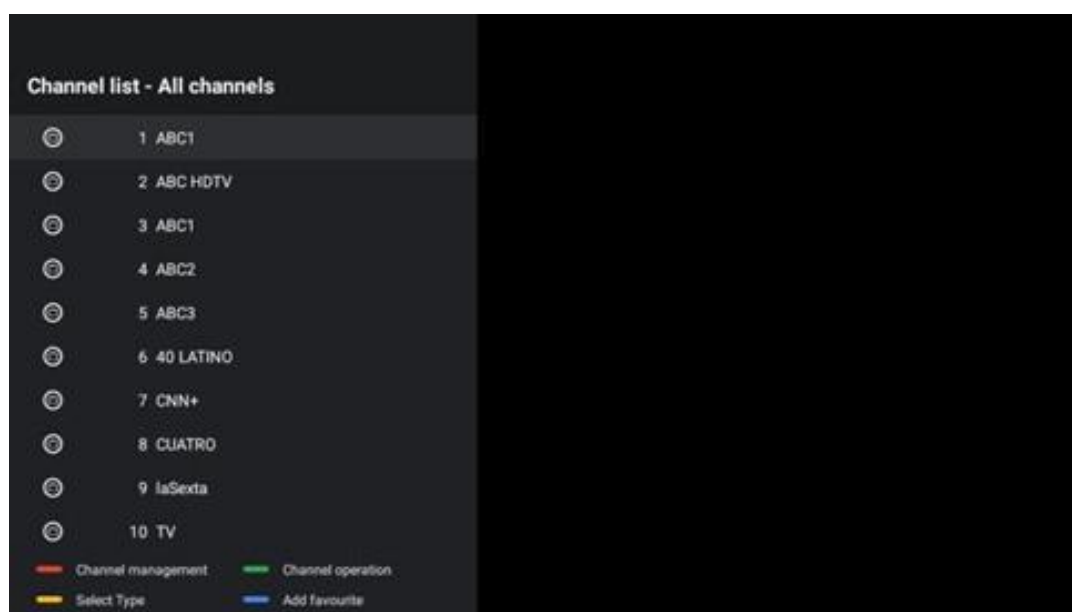 Channel list - All channels
1 ABC1
2 ABC HDTV
3 ABC1
4 ABC2
5 ABC3
6 40 LATINO
7 CNN+
8 CUATRO
9 laSexta
10 TV
Channel management Channel operation
Select Type Add favourite